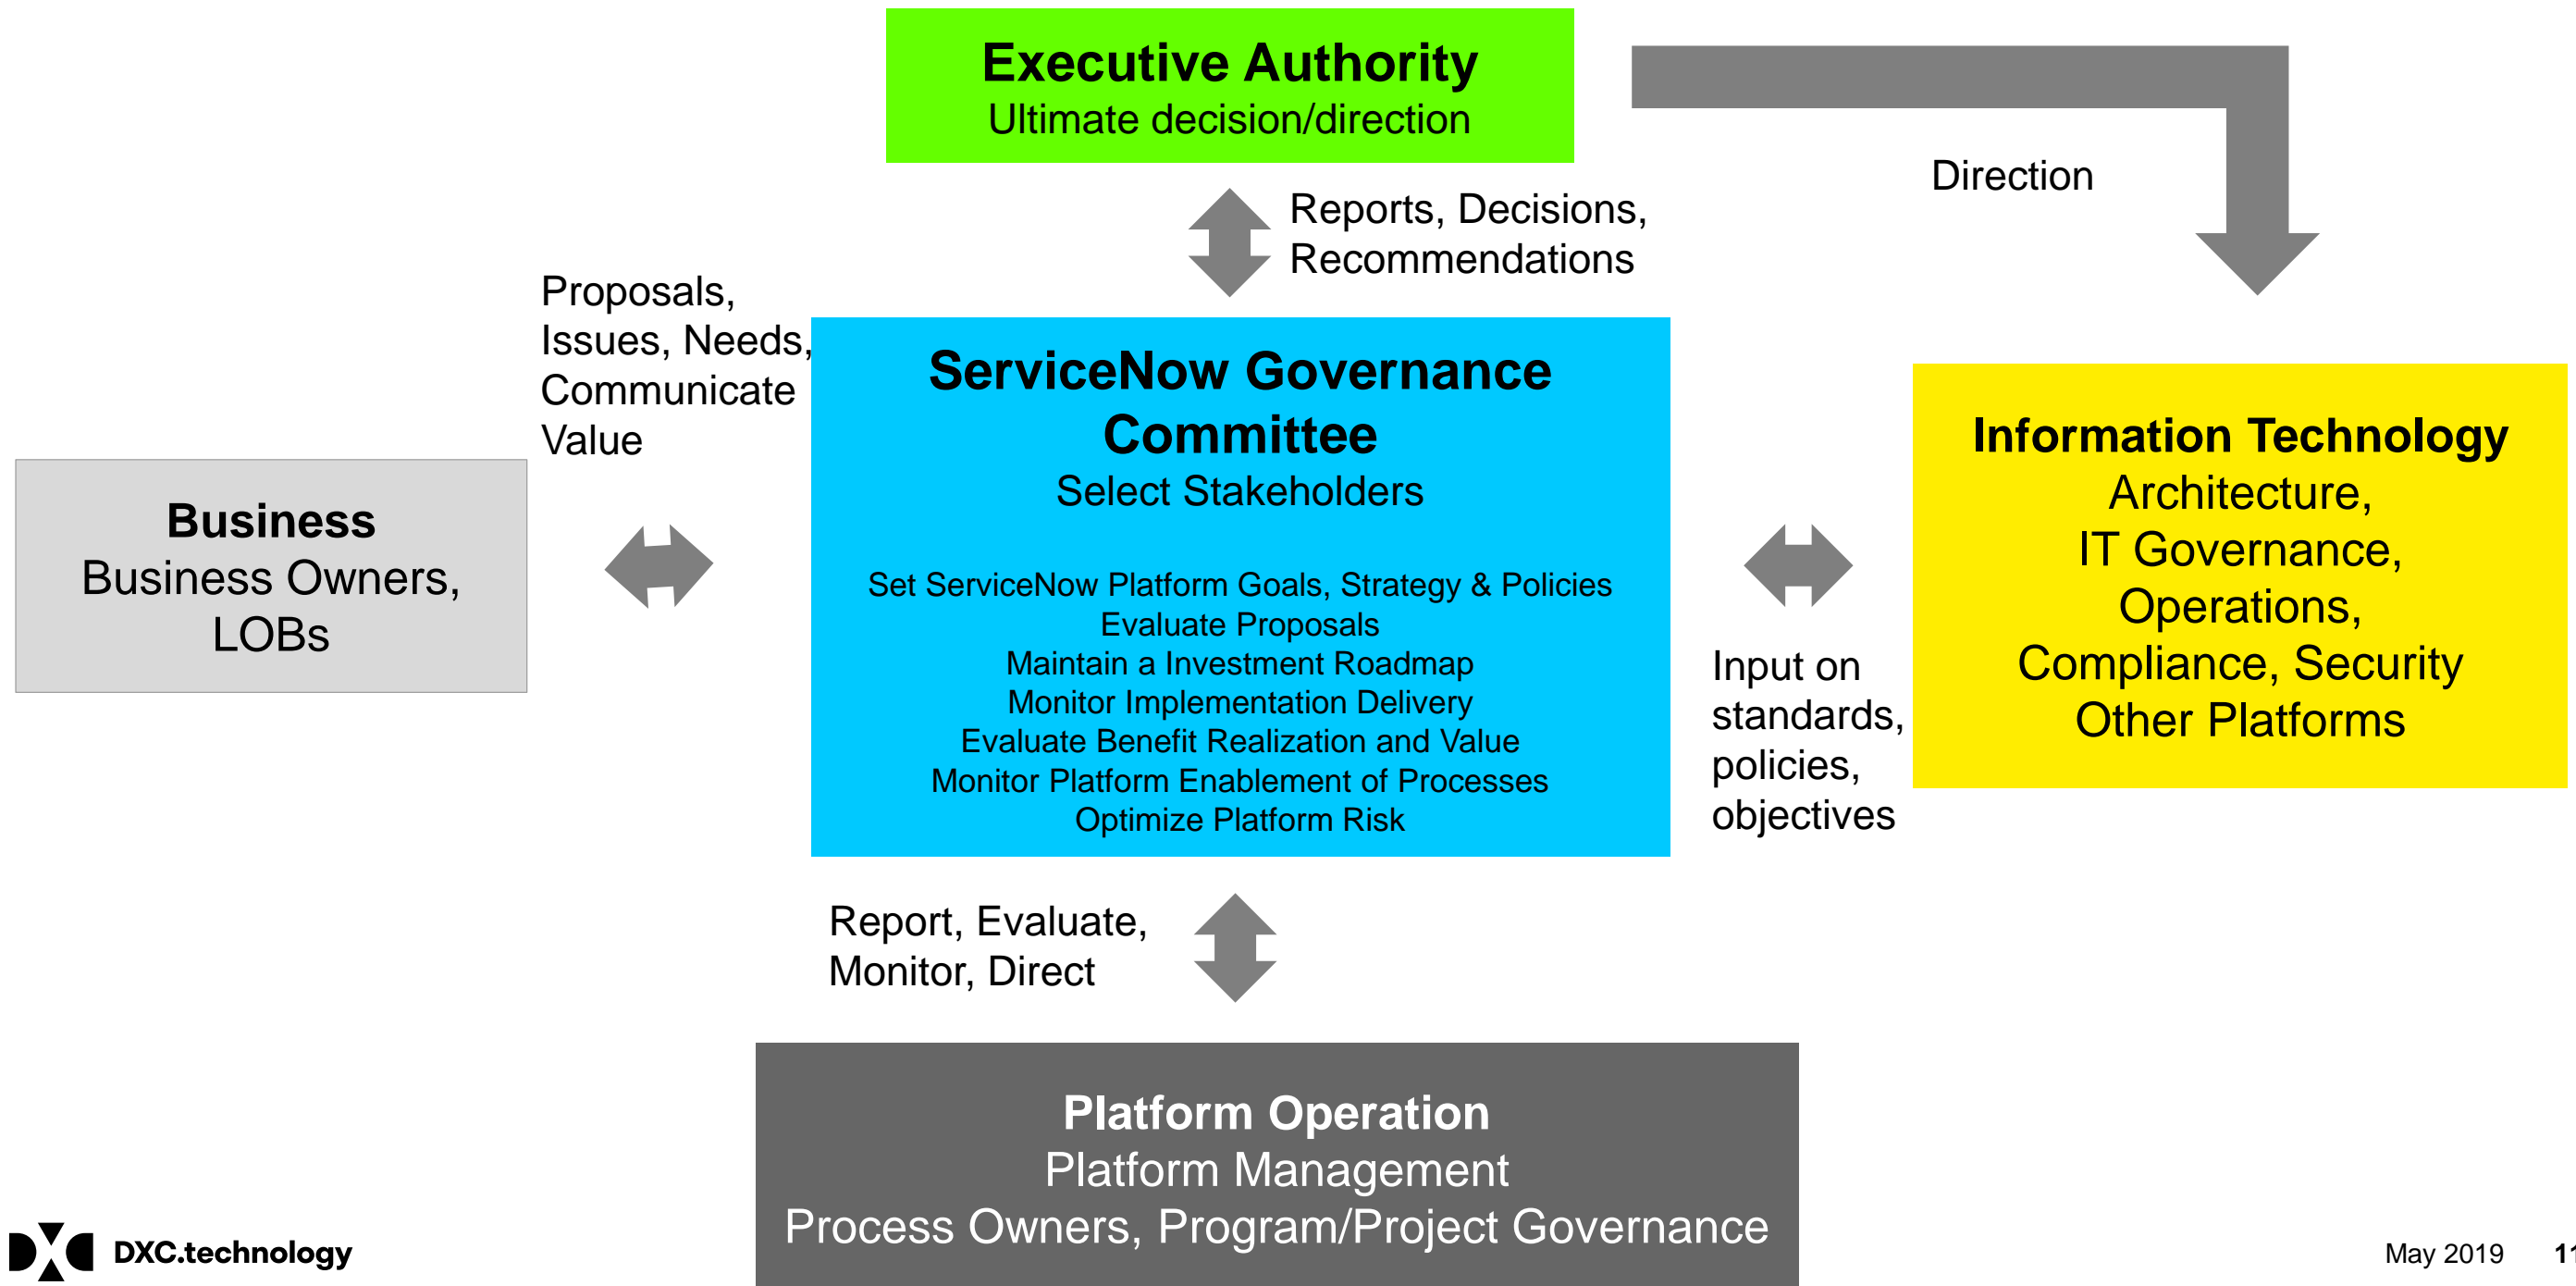 Executive Authority
Ultimate decision/direction
Direction
Reports, Decisions,
Recommendations
Proposals,
Issues, Needs,
Communicate
Value
ServiceNow Governance
Committee
Select Stakeholders
Set ServiceNow Platform Goals, Strategy & Policies
Evaluate Proposals
Maintain a Investment Roadmap
Monitor Implementation Delivery
Evaluate Benefit Realization and Value
Monitor Platform Enablement of Processes
Optimize Platform Risk
Business
Business Owners,
LOBs
Information Technology
Architecture,
IT Governance,
Operations,
Compliance, Security
Other Platforms
Input on
standards,
policies,
objectives
Report, Evaluate,
Monitor, Direct
Platform Operation
Platform Management
Process Owners, Program/Project Governance
DXC.technology
May 2019 11